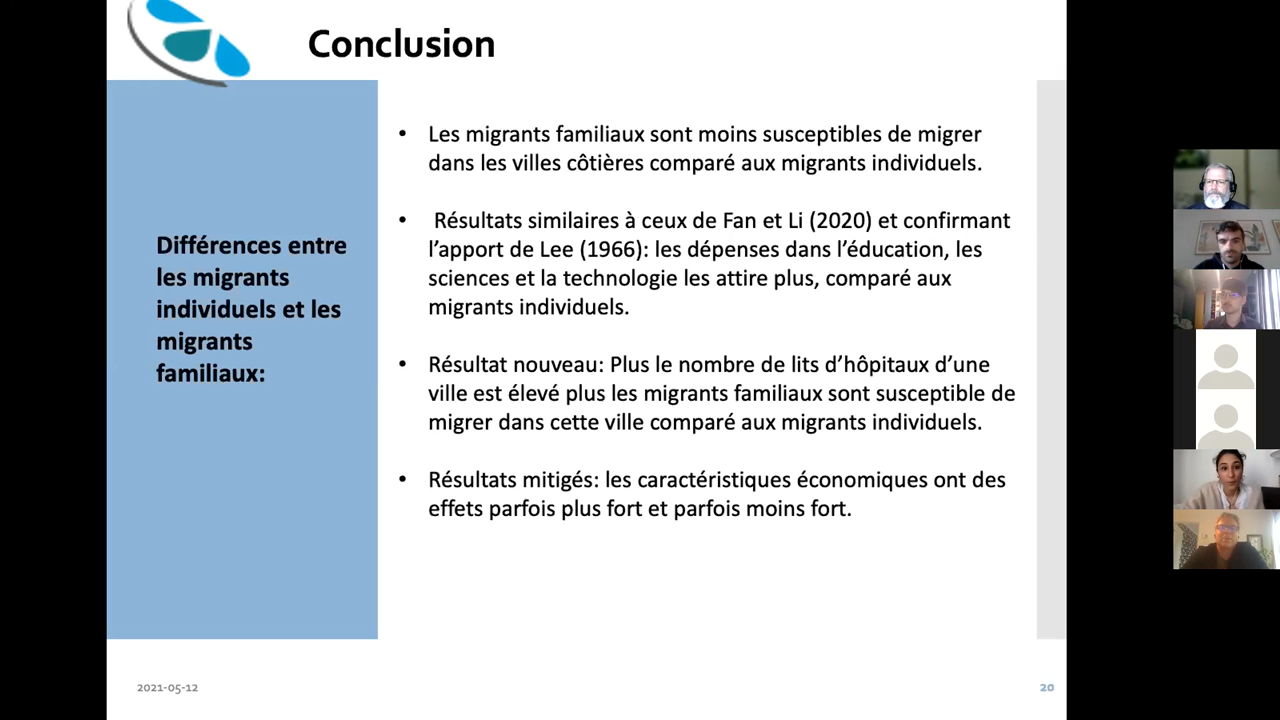 Conclusion
Différences entre
les migrants
individuels et les
migrants
familiaux:
• Les migrants familiaux sont moins susceptibles de migrer
dans les villes côtières comparé aux migrants individuels.
• Résultats similaires à ceux de Fan et Li (2020) et confirmant
l’apport de Lee (1966): les dépenses dans l’éducation, les
sciences et la technologie les attire plus, comparé aux
migrants individuels.
• Résultat nouveau: Plus le nombre de lits d’hôpitaux d’une
ville est élevé plus les migrants familiaux sont susceptible de
migrer dans cette ville comparé aux migrants individuels.
• Résultats mitigés: les caractéristiques économiques ont des
effets parfois plus fort et parfois moins fort.
2021-05-12
20